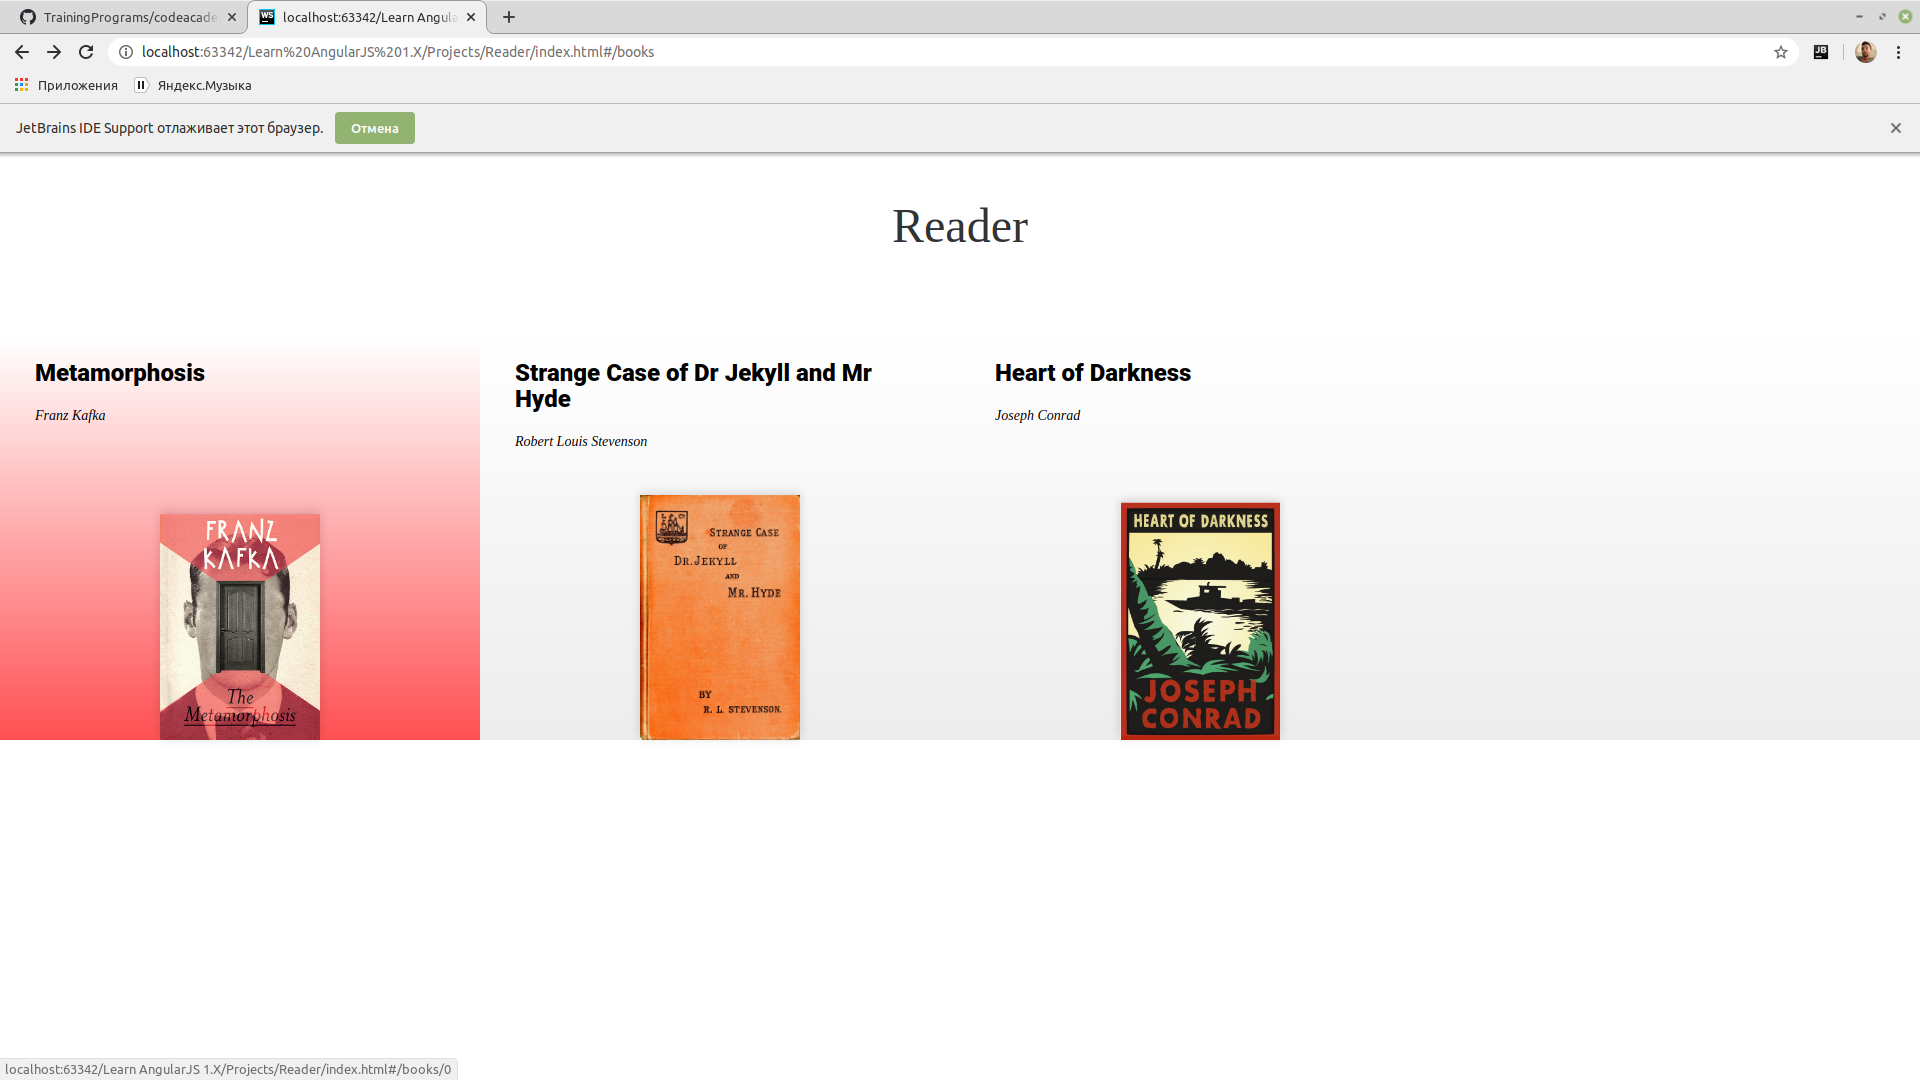 TrainingPrograms/codeacade
WS
localhost:63342/Learn Angula
localhost:63342/Learn%20AngularJS%201.X/Projects/Reader/index.html#/books
JB
Приложения
Яндекс.Музыка
JetBrains IDE Support отлаживает этот браузер.
Отмена
Reader
Metamorphosis
Franz Kafka
FRANZ
KAFKA
The
Metamorphosis
Strange Case of Dr Jekyll and Mr
Hyde
Robert Louis Stevenson
STRANGE CASE
OF
DR. JEKYLL
AND
MR. HYDE
BY
R. L. STEVENSON.
Heart of Darkness
Joseph Conrad
HEART OF DARKNESS
JOSEPH
CONRAD
localhost:63342/Learn AngularJS 1.X/Projects/Reader/index.html#/books/0